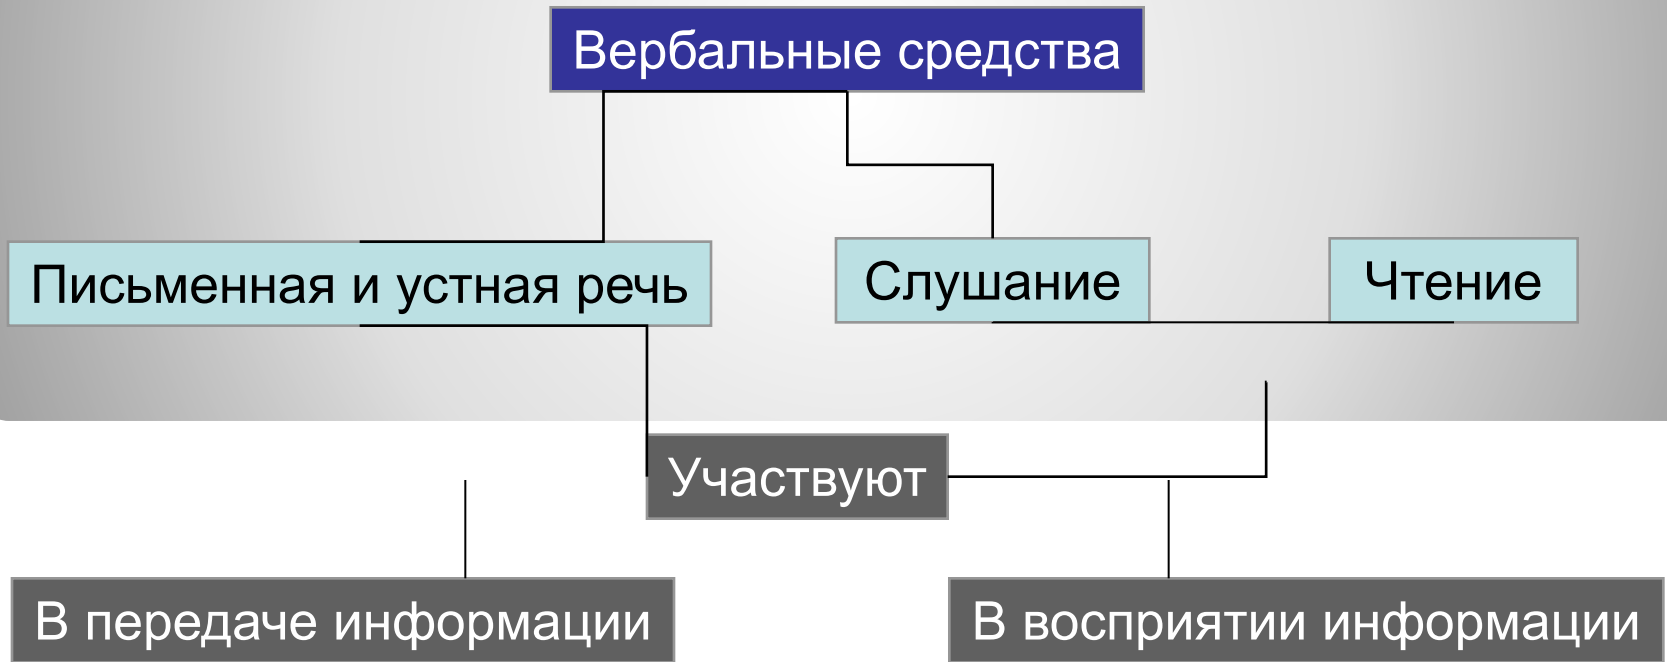 Вербальные средства
Письменная и устная речь
Слушание
Чтение
Участвуют
В передаче информации
В восприятии информации